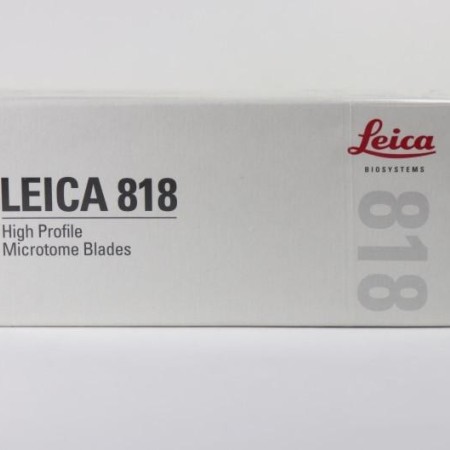 LEICA 818
High Profile
Microtome Blades
Leica
BIOSYSTEMS
818